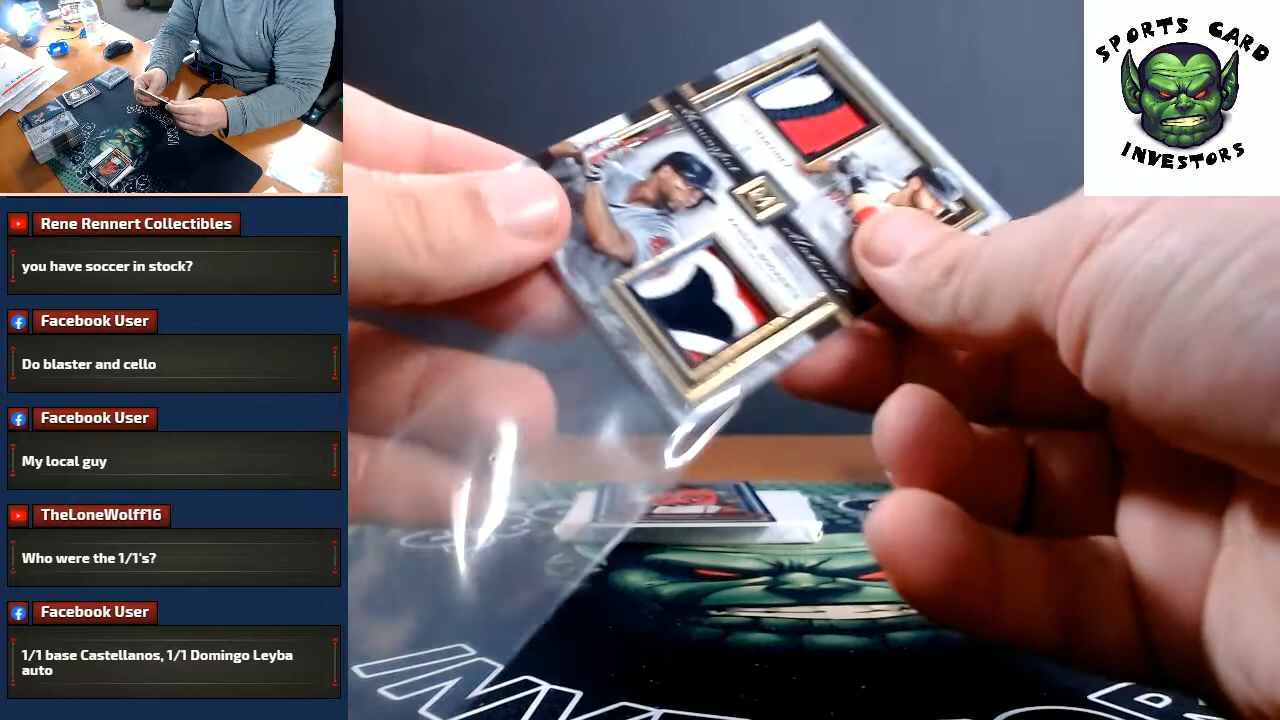 SPORTS CARD
INVESTORS
Rene Rennert Collectibles
you have soccer in stock?
Facebook User
Do blaster and cello
Facebook User
My local guy
TheLoneWolff16
Who were the 1/1's?
Facebook User
1/1 base Castellanos, 1/1 Domingo Leyba
auto
Material